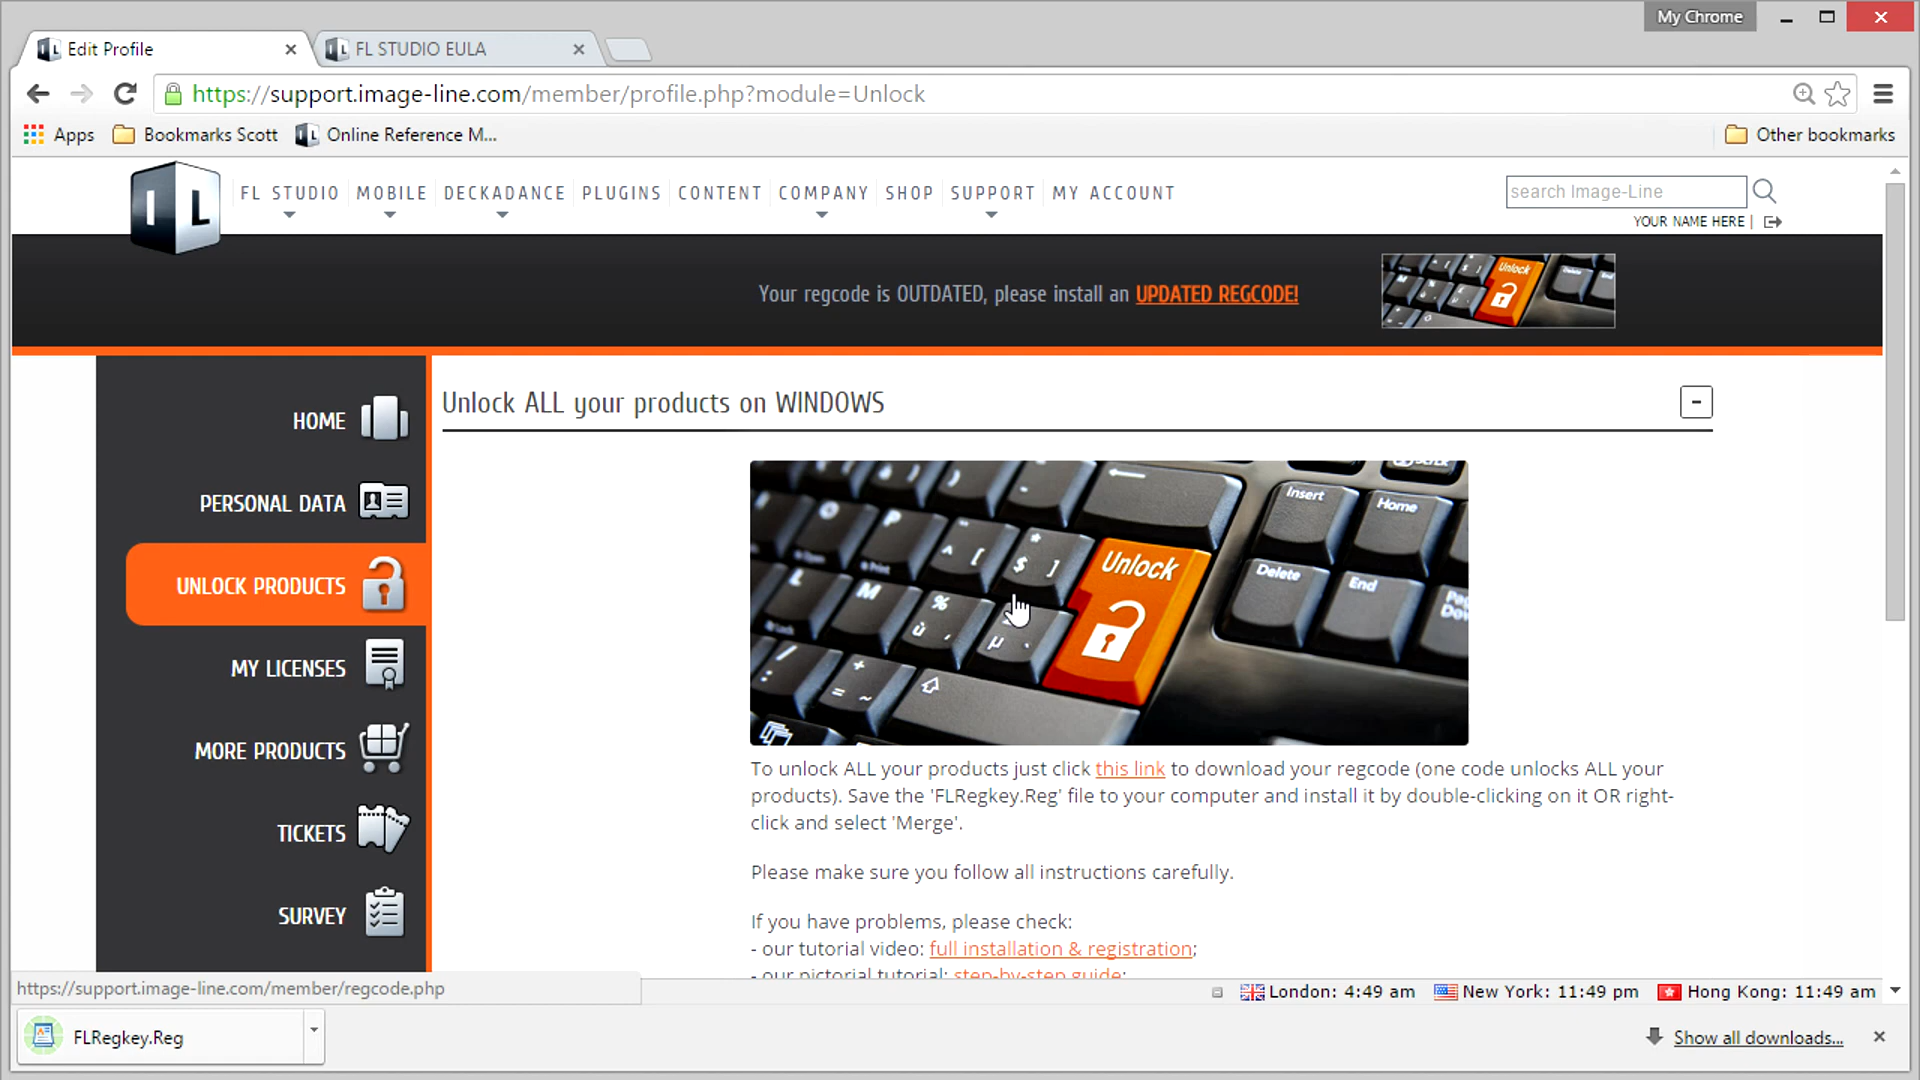 My Chrome
Edit Profile
FL STUDIO EULA
https://support.image-line.com/member/profile.php?module=Unlock
Apps
Bookmarks Scott
Online Reference M...
Other bookmarks
I L
FL STUDIO
MOBILE
DECKADANCE
PLUGINS
CONTENT
COMPANY
SHOP
SUPPORT
MY ACCOUNT
search Image-Line
YOUR NAME HERE |
Your regcode is OUTDATED, please install an UPDATED REGCODE!
Unlock
HOME
PERSONAL DATA
UNLOCK PRODUCTS
MY LICENSES
MORE PRODUCTS
TICKETS
SURVEY
Unlock ALL your products on WINDOWS
Insert
Home
Unlock
Delete
End
To unlock ALL your products just click this link to download your regcode (one code unlocks ALL your
products). Save the 'FLRegkey.Reg' file to your computer and install it by double-clicking on it OR right-
click and select 'Merge'.
Please make sure you follow all instructions carefully.
If you have problems, please check:
- our tutorial video: full installation & registration;
- our pictorial tutorial: step-by-step guide;
https://support.image-line.com/member/regcode.php
London: 4:49 am
New York: 11:49 pm
Hong Kong: 11:49 am
FLRegkey.Reg
Show all downloads...